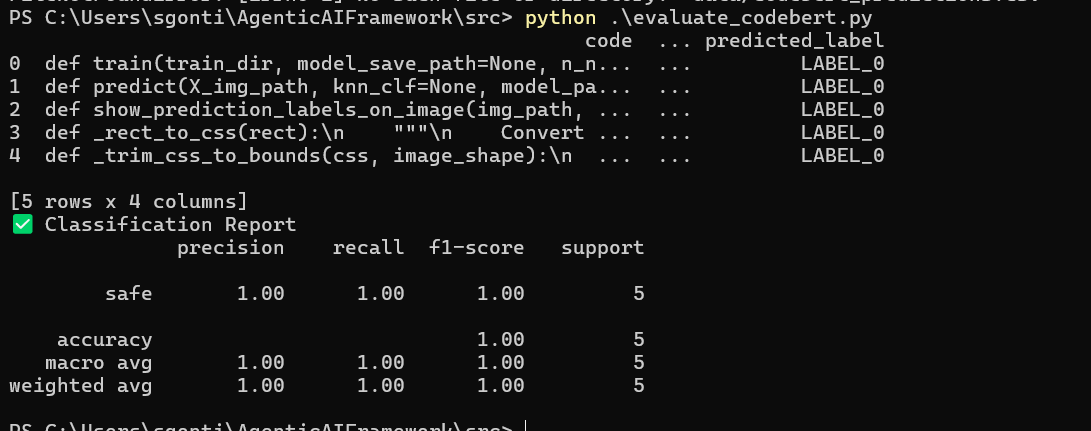 PS C:\Users\sgonti\AgenticAIFramework\src> python .\evaluate_codebert.py
code ... predicted_label
0 def train(train_dir, model_save_path=None, n_n... ... LABEL_0
1 def predict(X_img_path, knn_clf=None, model_pa... ... LABEL_0
2 def show_prediction_labels_on_image(img_path, ... ... LABEL_0
3 def _rect_to_css(rect):\n """\n Convert ... ... LABEL_0
4 def _trim_css_to_bounds(css, image_shape):\n ... ... LABEL_0
[5 rows x 4 columns]
✅ Classification Report
precision recall f1-score support
safe 1.00 1.00 1.00 5
accuracy 1.00 5
macro avg 1.00 1.00 1.00 5
weighted avg 1.00 1.00 1.00 5
PS C:\Users\sgonti\AgenticAIFramework\src>